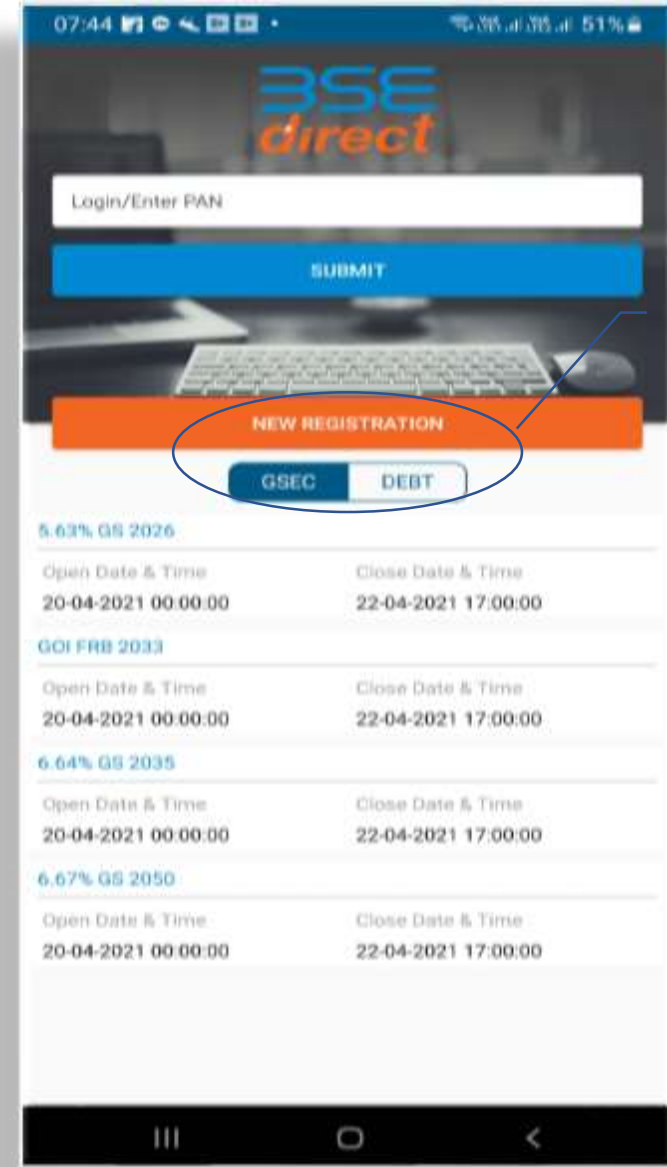 07:44
51%
BSE
direct
Login/Enter PAN
SUBMIT
NEW REGISTRATION
GSEC DEBT
5.63% GS 2026
Open Date & Time Close Date & Time
20-04-2021 00:00:00 22-04-2021 17:00:00
GOI FRB 2033
Open Date & Time Close Date & Time
20-04-2021 00:00:00 22-04-2021 17:00:00
6.64% GS 2035
Open Date & Time Close Date & Time
20-04-2021 00:00:00 22-04-2021 17:00:00
6.67% GS 2050
Open Date & Time Close Date & Time
20-04-2021 00:00:00 22-04-2021 17:00:00